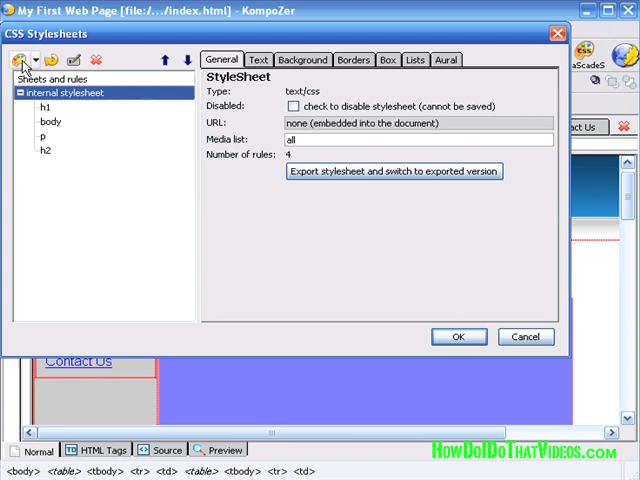 My First Web Page [file:/.../index.html] - KompoZer
CSS Stylesheets
General Text Background Borders Box Lists Aural
Sheets and rules
internal stylesheet
h1
body
p
h2
StyleSheet
Type: text/css
Disabled: check to disable stylesheet (cannot be saved)
URL: none (embedded into the document)
Media list: all
Number of rules: 4
Export stylesheet and switch to exported version
OK Cancel
aScadeS
ct Us
Contact Us
Normal TD HTML Tags Source Preview
HowDoIDoThatVideos.com
<body> <table> <tbody> <tr> <td> <table> <tbody> <tr> <td>